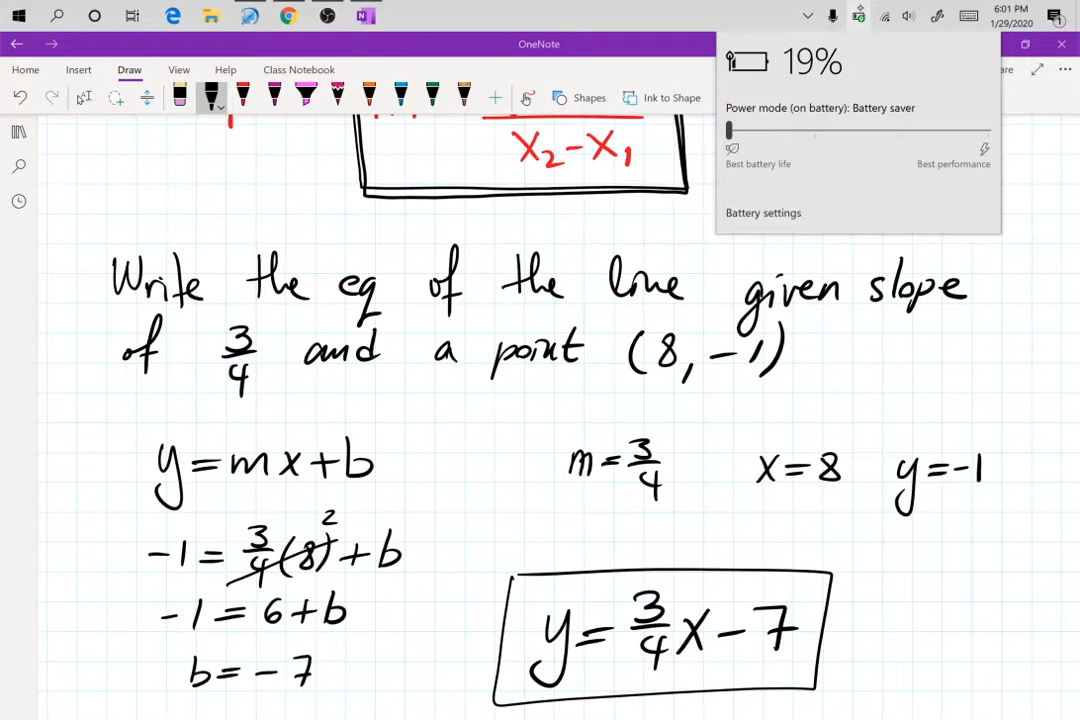 6:01 PM
1/29/2020
OneNote
Home Insert Draw View Help Class Notebook
Shapes Ink to Shape
19%
Power mode (on battery): Battery saver
Best battery life Best performance
Battery settings
x₂-x₁
Write the eq of the line given slope
of 3/4 and a point (8, -1)
y=mx+b m=3/4 x=8 y=-1
-1=3/4(8)²+b
-1=6+b
b=-7
y=3/4x-7